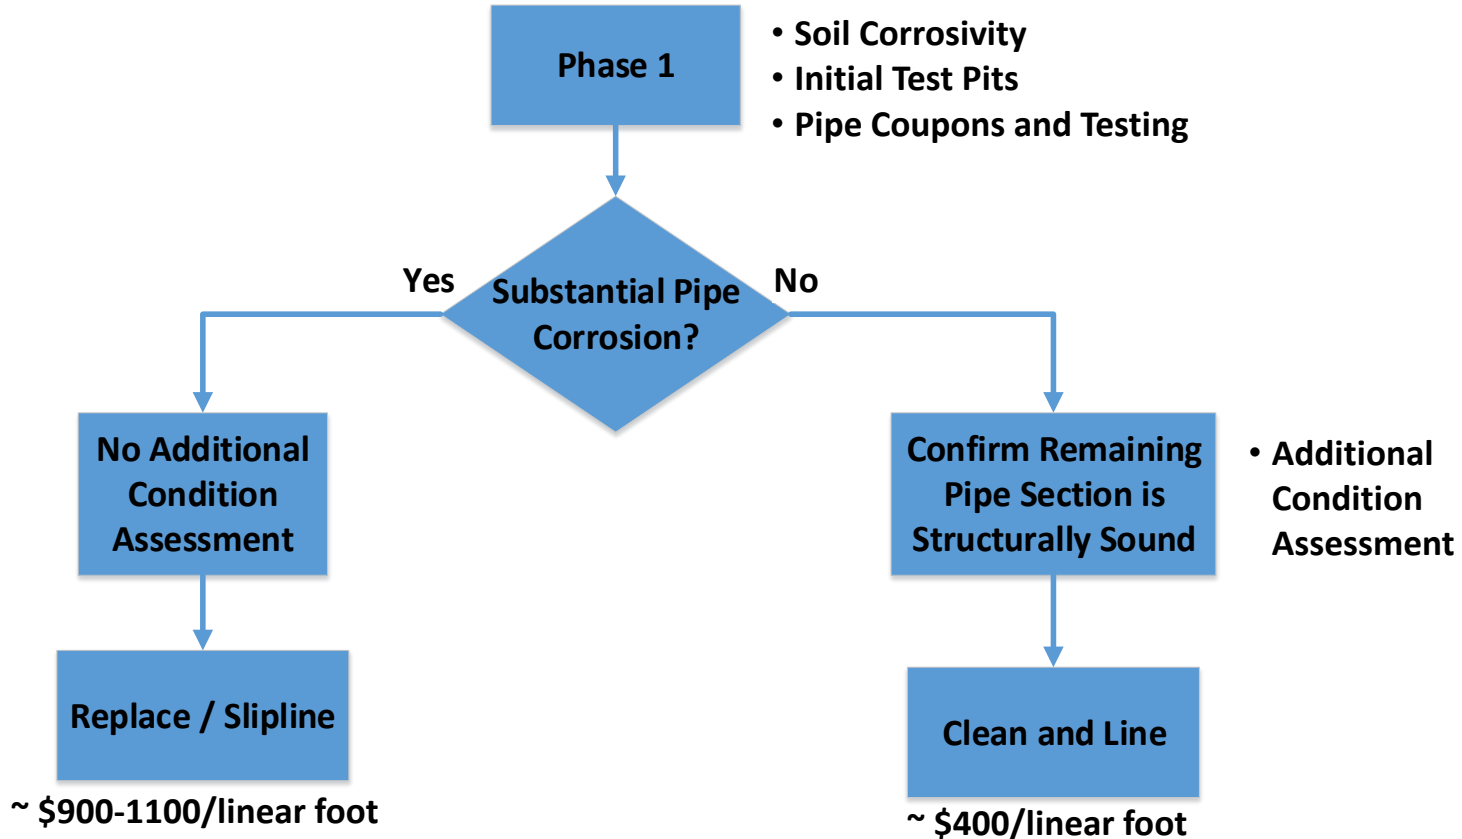 Phase 1
• Soil Corrosivity
• Initial Test Pits
• Pipe Coupons and Testing
Yes
Substantial Pipe
Corrosion?
No
No Additional
Condition
Assessment
Confirm Remaining
Pipe Section is
Structurally Sound
• Additional
Condition
Assessment
Replace / Slipline
Clean and Line
~ $900-1100/linear foot
~ $400/linear foot